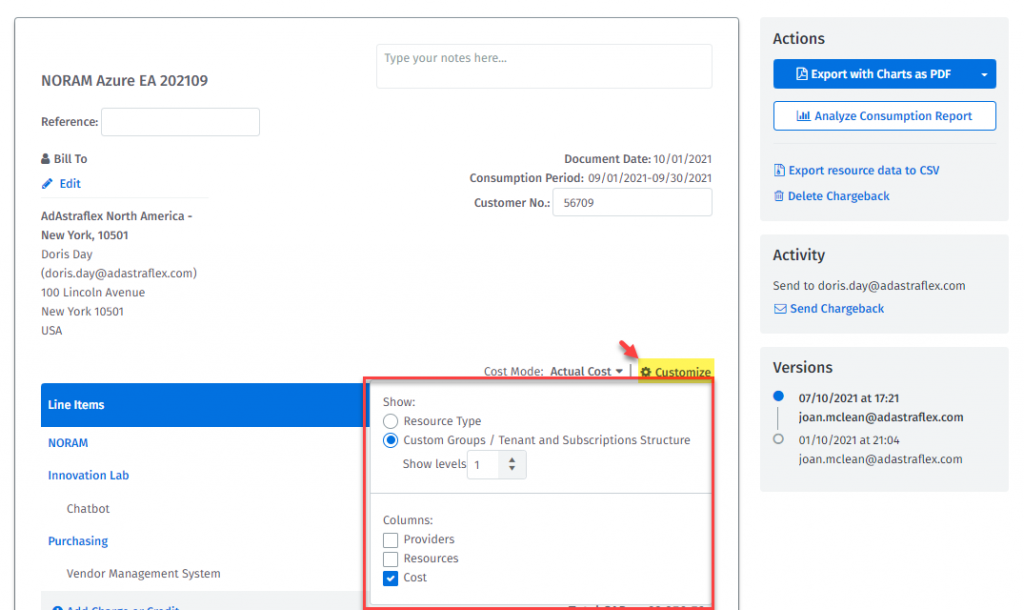 Type your notes here...
NORAM Azure EA 202109
Reference:
Bill To
Edit
AdAstraflex North America -
New York, 10501
Doris Day
(doris.day@adastraflex.com)
100 Lincoln Avenue
New York 10501
USA
Document Date: 10/01/2021
Consumption Period: 09/01/2021-09/30/2021
Customer No.: 56709
Cost Mode: Actual Cost | Customize
Line Items
NORAM
Innovation Lab
Chatbot
Purchasing
Vendor Management System
Add Charge or Credit
Show:
Resource Type
Custom Groups / Tenant and Subscriptions Structure
Show levels 1
Columns:
Providers
Resources
Cost
Actions
Export with Charts as PDF
Analyze Consumption Report
Export resource data to CSV
Delete Chargeback
Activity
Send to doris.day@adastraflex.com
Send Chargeback
Versions
07/10/2021 at 17:21
joan.mclean@adastraflex.com
01/10/2021 at 21:04
joan.mclean@adastraflex.com